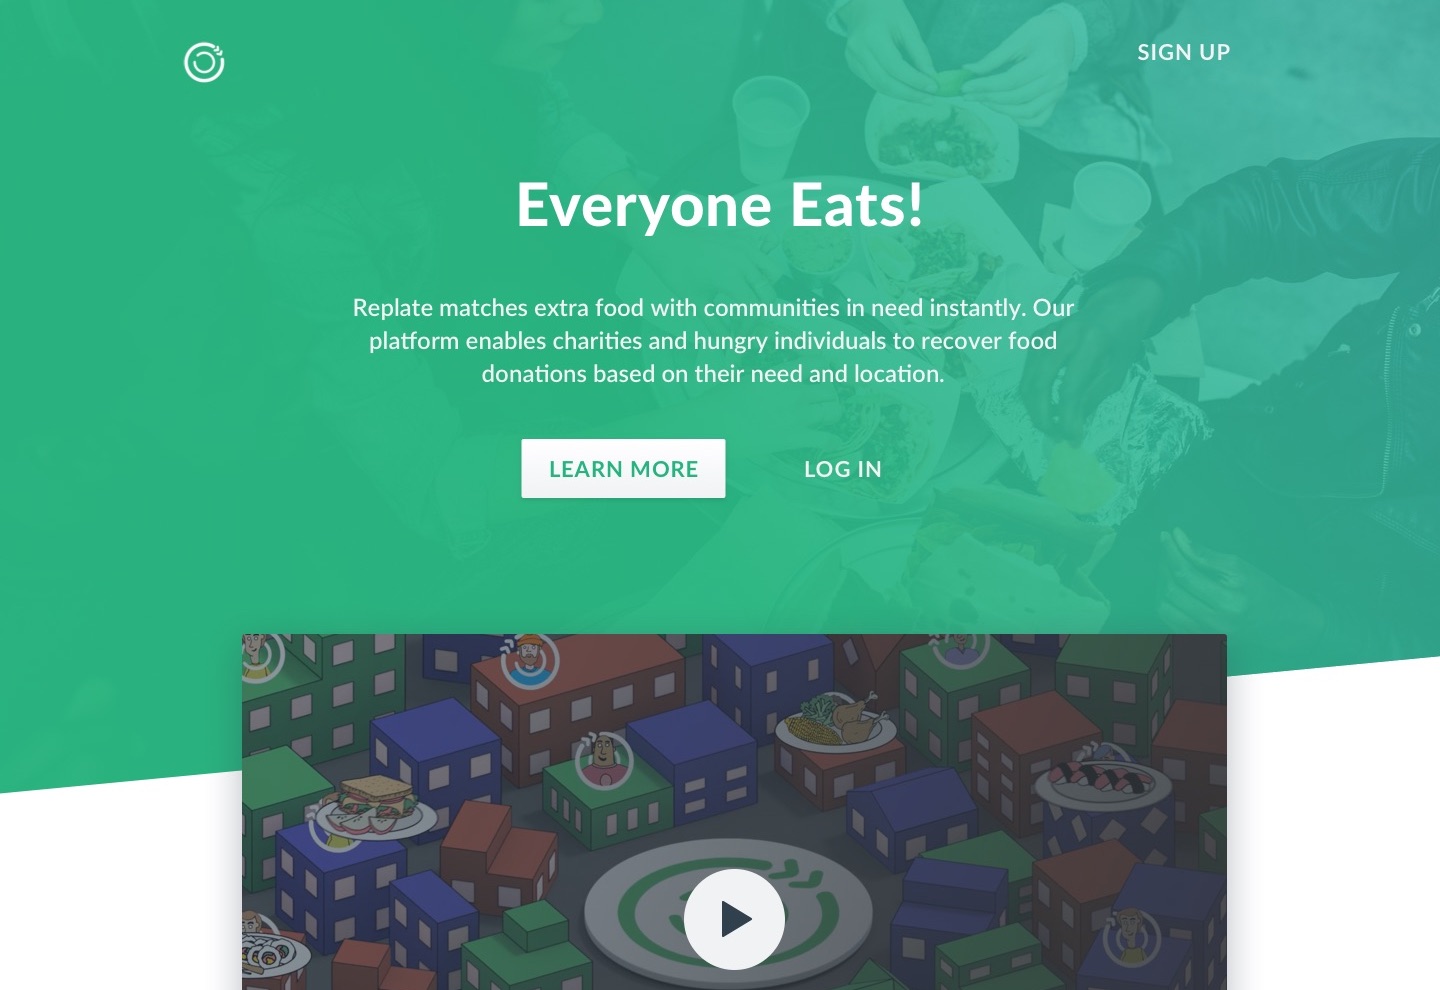 SIGN UP
Everyone Eats!
Replate matches extra food with communities in need instantly. Our
platform enables charities and hungry individuals to recover food
donations based on their need and location.
LEARN MORE
LOG IN